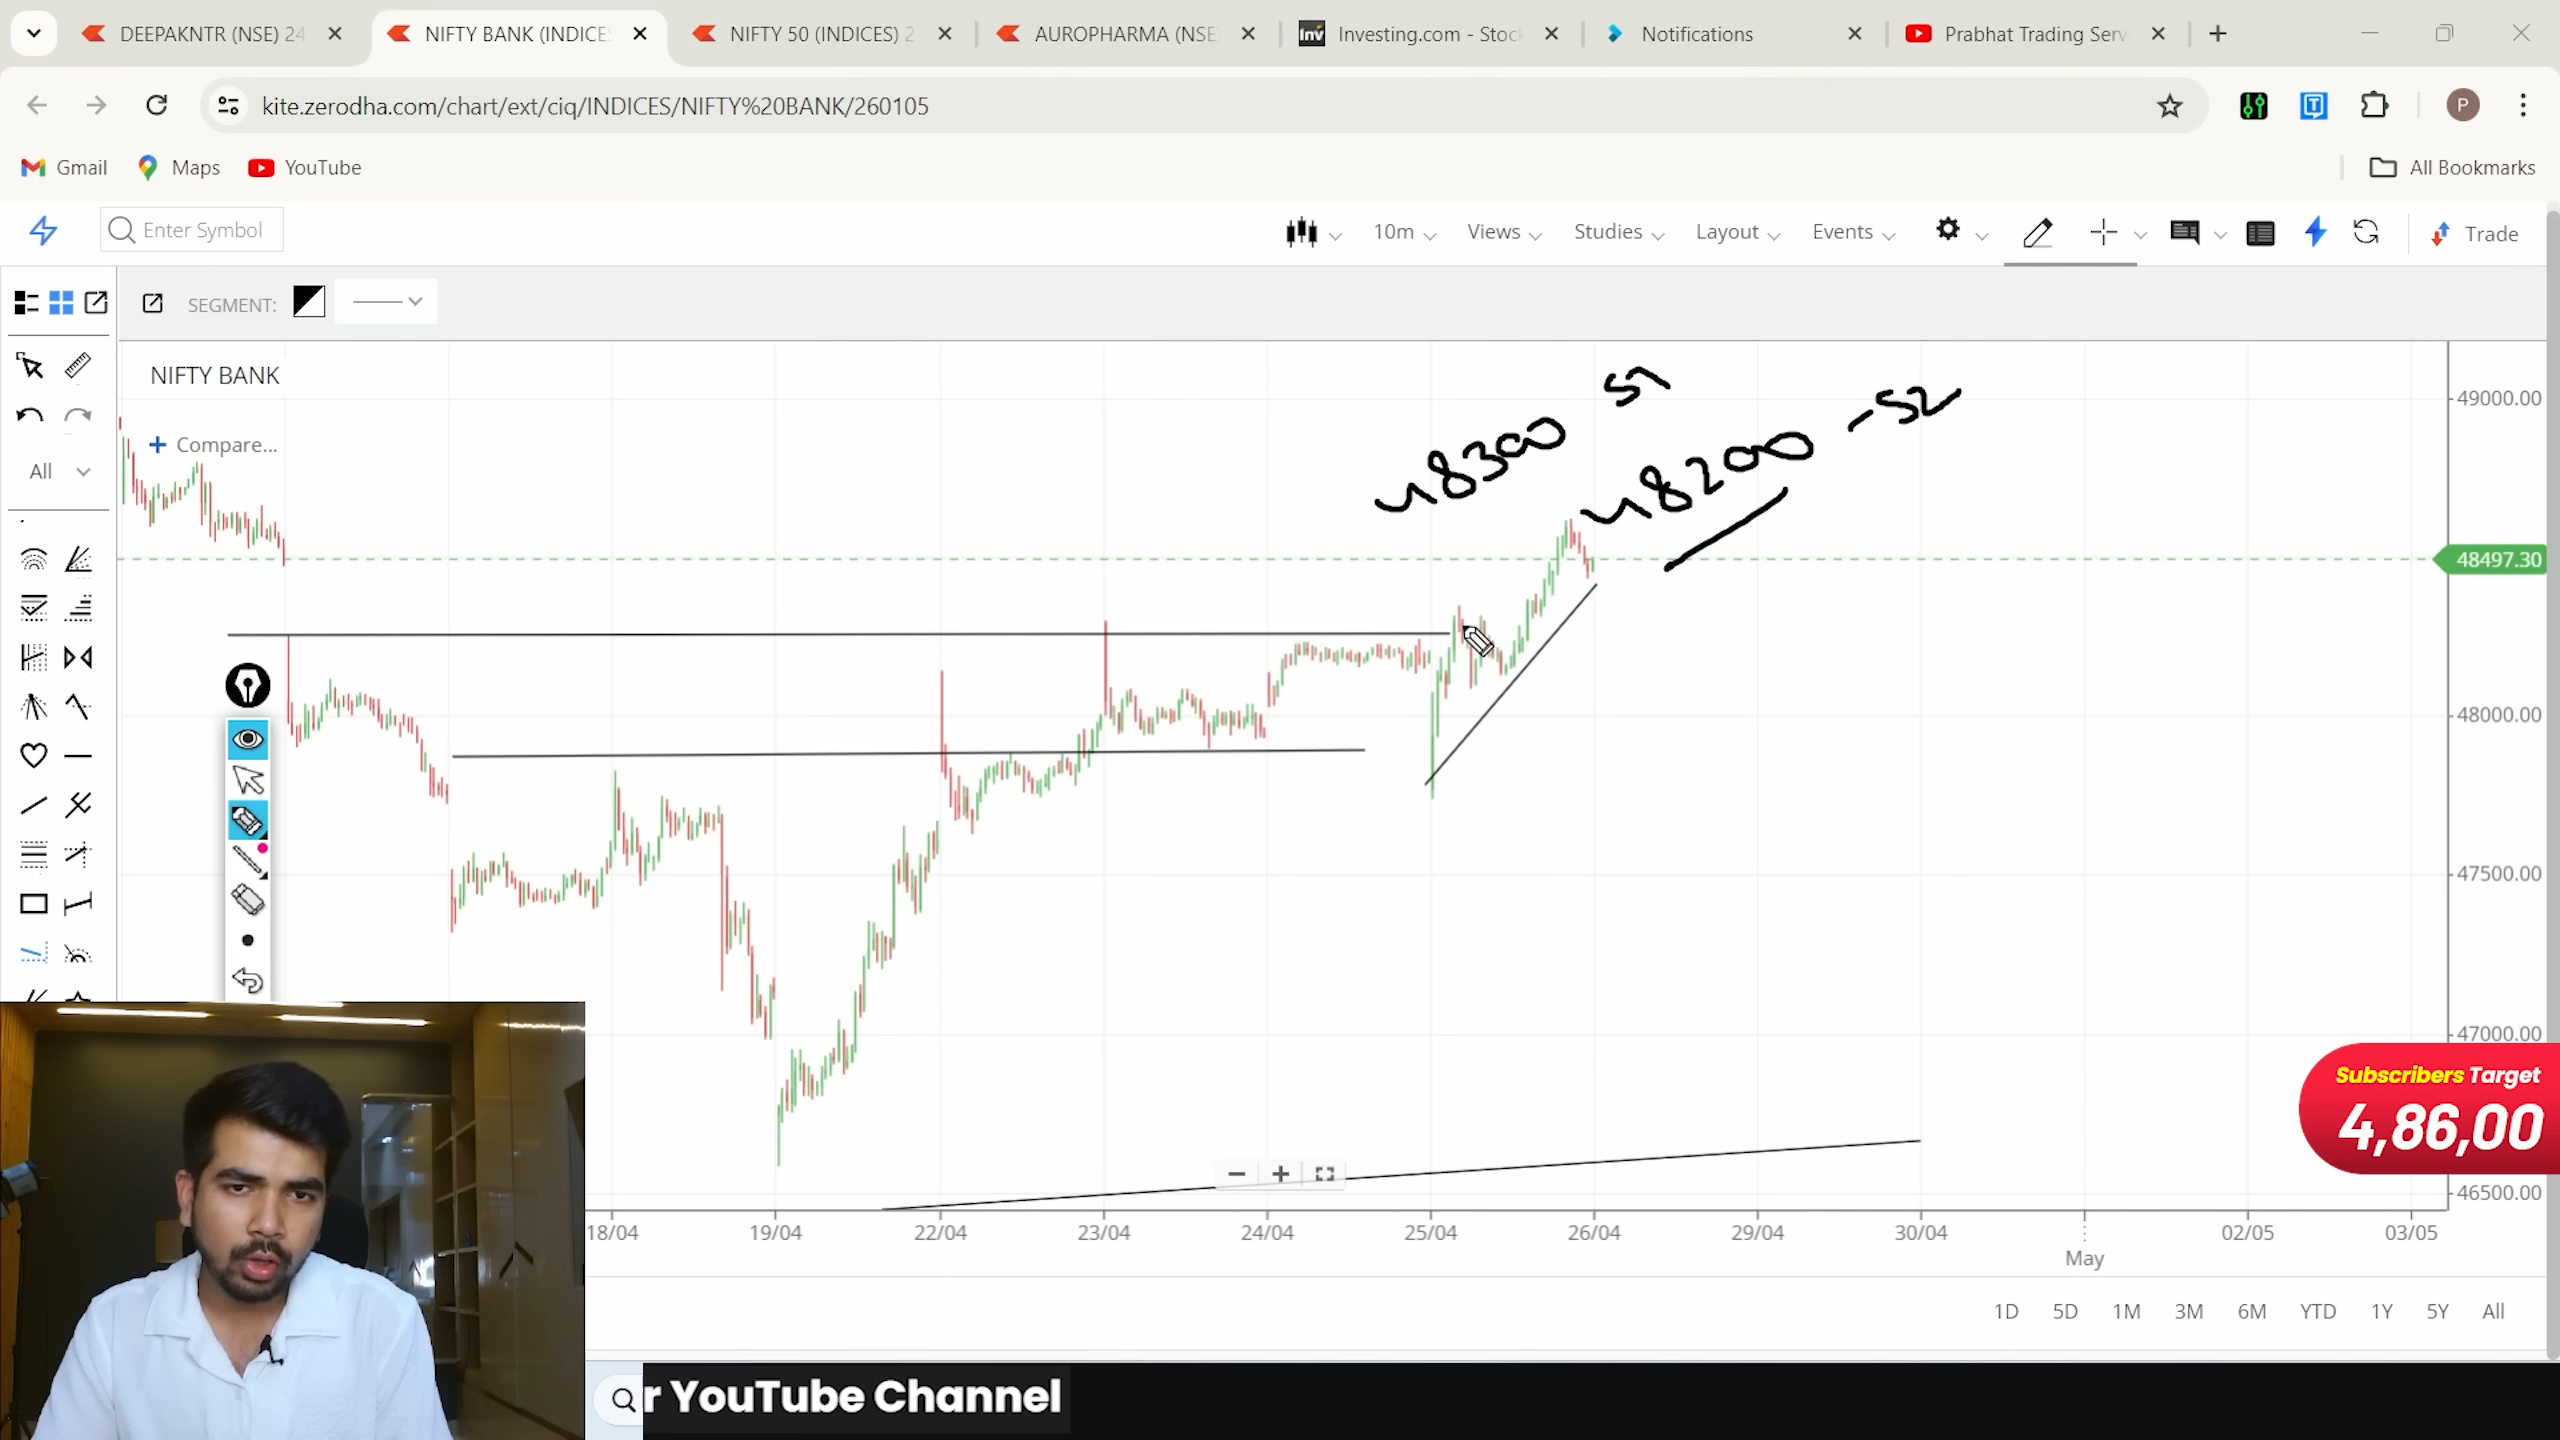 DEEPAKNTR (NSE) 24
NIFTY BANK (INDICES
NIFTY 50 (INDICES) 2
AUROPHARMA (NSE)
Investing.com - Stoc
Notifications
Prabhat Trading Serv
kite.zerodha.com/chart/ext/ciq/INDICES/NIFTY%20BANK/260105
P
Gmail
Maps
YouTube
All Bookmarks
Enter Symbol
10m
Views
Studies
Layout
Events
Trade
SEGMENT:
NIFTY BANK
Compare...
All
48300 S1
48200 - S2
49000.00
48497.30
48000.00
47500.00
47000.00
46500.00
Subscribers Target
4,86,00
18/04
19/04
22/04
23/04
24/04
25/04
26/04
29/04
30/04
May
02/05
03/05
1D
5D
1M
3M
6M
YTD
1Y
5Y
All
r YouTube Channel